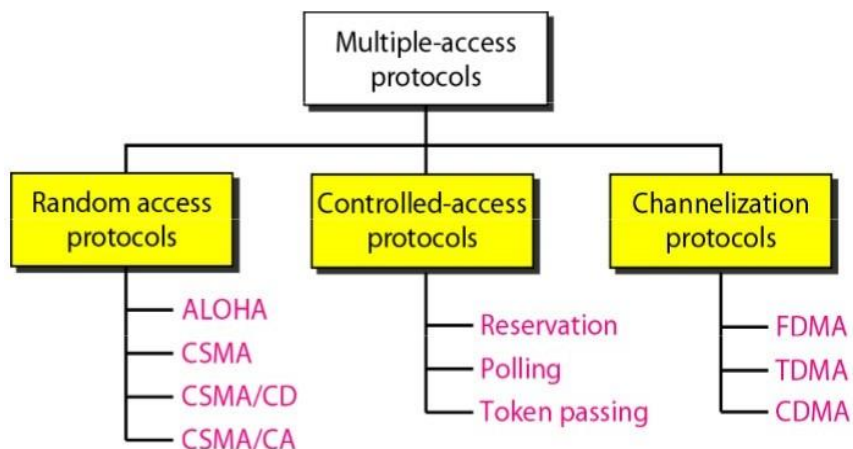 Multiple-access
protocols
Random access
protocols
Controlled-access
protocols
Channelization
protocols
ALOHA
CSMA
CSMA/CD
CSMA/CA
Reservation
Polling
Token passing
FDMA
TDMA
CDMA